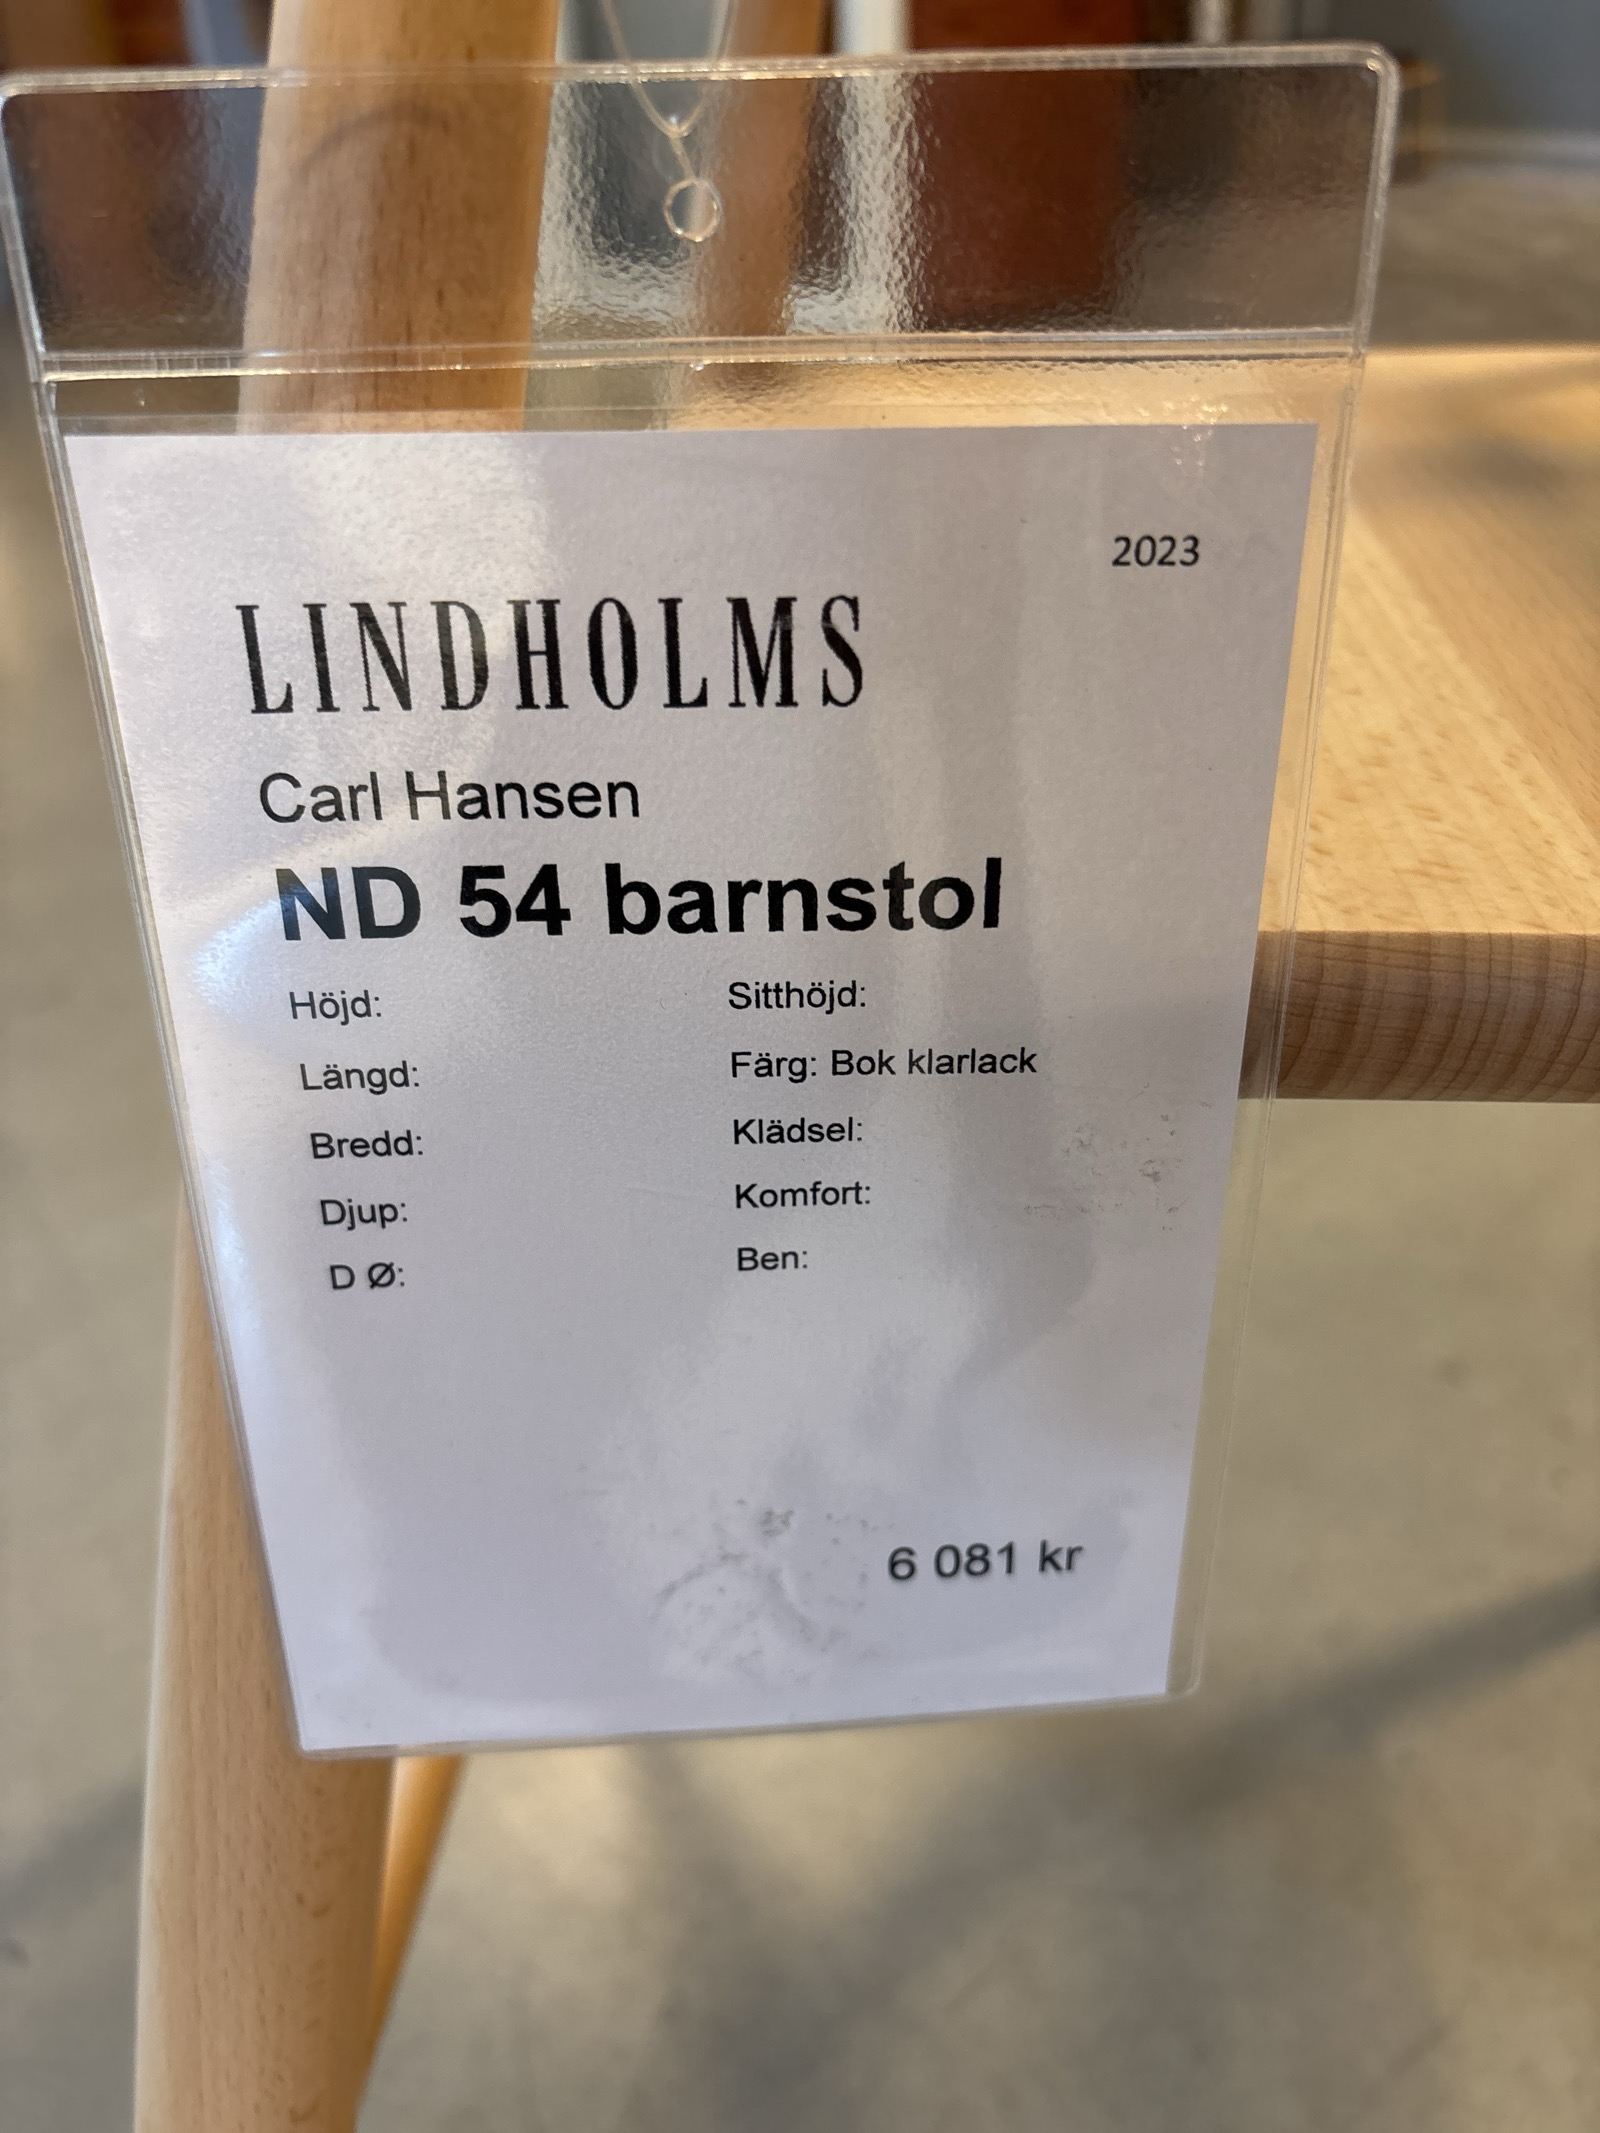 2023
LINDHOLMS
Carl Hansen
ND 54 barnstol
Höjd:
Längd:
Bredd:
Djup:
D Ø:
Sitthöjd:
Färg: Bok klarlack
Klädsel:
Komfort:
Ben:
6 081 kr